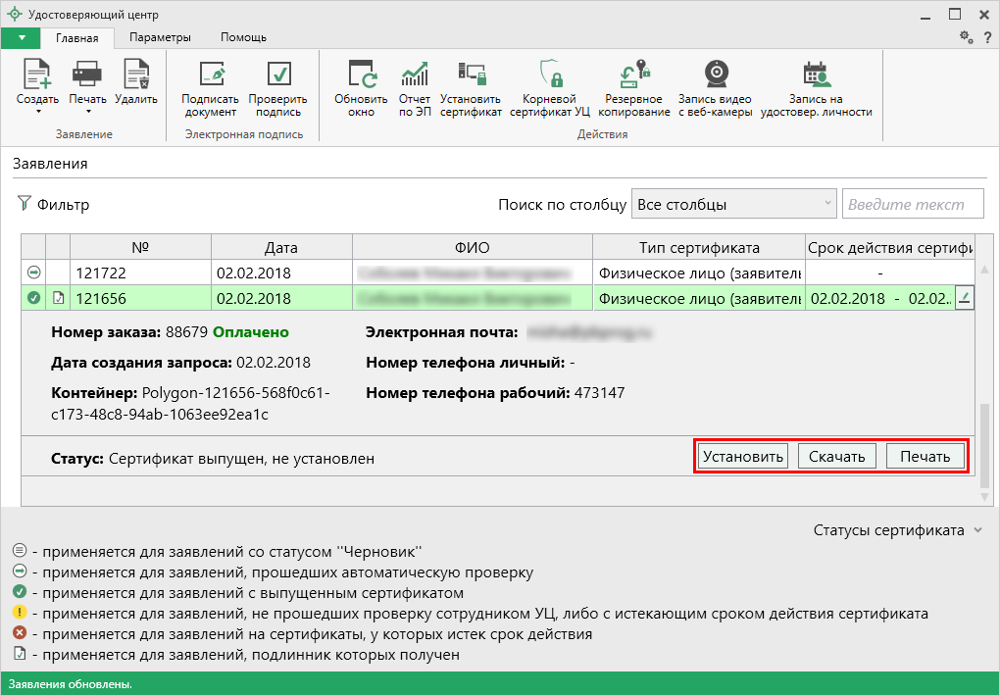 Удостоверяющий центр
Главная Параметры Помощь
?
Создать Печать Удалить
Подписать документ Проверить подпись
Обновить окно Отчет по ЭП Установить сертификат Корневой сертификат УЦ Резервное копирование Запись видео с веб-камеры Запись на удостовер. личности
Заявление Электронная подпись Действия
Заявления
Фильтр Поиск по столбцу Все столбцы Введите текст
№ Дата ФИО Тип сертификата Срок действия сертифи
121722 02.02.2018 Физическое лицо (заявитель -
121656 02.02.2018 Физическое лицо (заявитель 02.02.2018 - 02.02.
Номер заказа: 88679 Оплачено Электронная почта:
Дата создания запроса: 02.02.2018 Номер телефона личный: -
Контейнер: Polygon-121656-568f0c61- Номер телефона рабочий: 473147
c173-48c8-94ab-1063ee92ea1c
Статус: Сертификат выпущен, не установлен Установить Скачать Печать
Статусы сертификата
- применяется для заявлений со статусом ''Черновик''
- применяется для заявлений, прошедших автоматическую проверку
- применяется для заявлений с выпущенным сертификатом
- применяется для заявлений, не прошедших проверку сотрудником УЦ, либо с истекающим сроком действия сертификата
- применяется для заявлений на сертификаты, у которых истек срок действия
- применяется для заявлений, подлинник которых получен
Заявления обновлены.